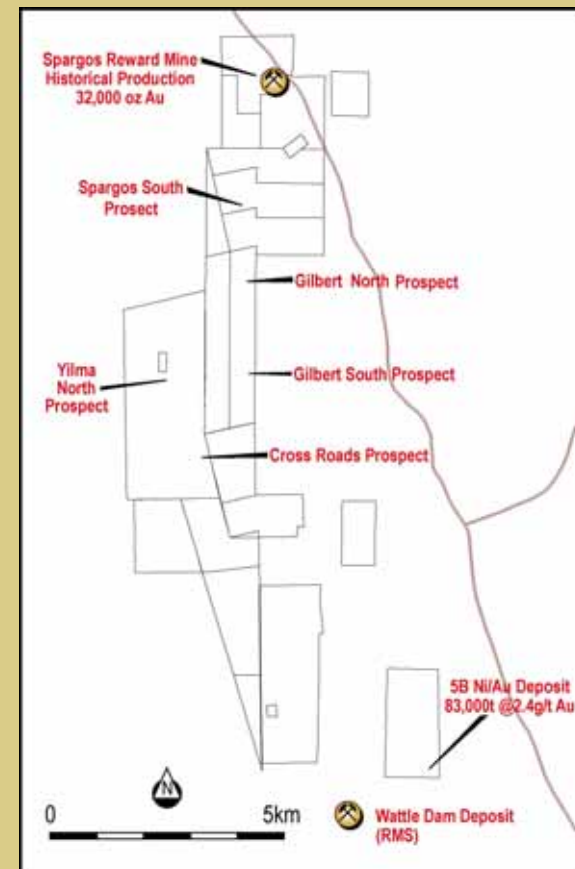 Spargos Reward Mine
Historical Production
32,000 oz Au
Spargos South
Prosect
Gilbert North Prospect
Yilma
North
Prospect
Gilbert South Prospect
Cross Roads Prospect
5B Ni/Au Deposit
83,000t @2.4g/t Au
N
0 5km
Wattle Dam Deposit
(RMS)